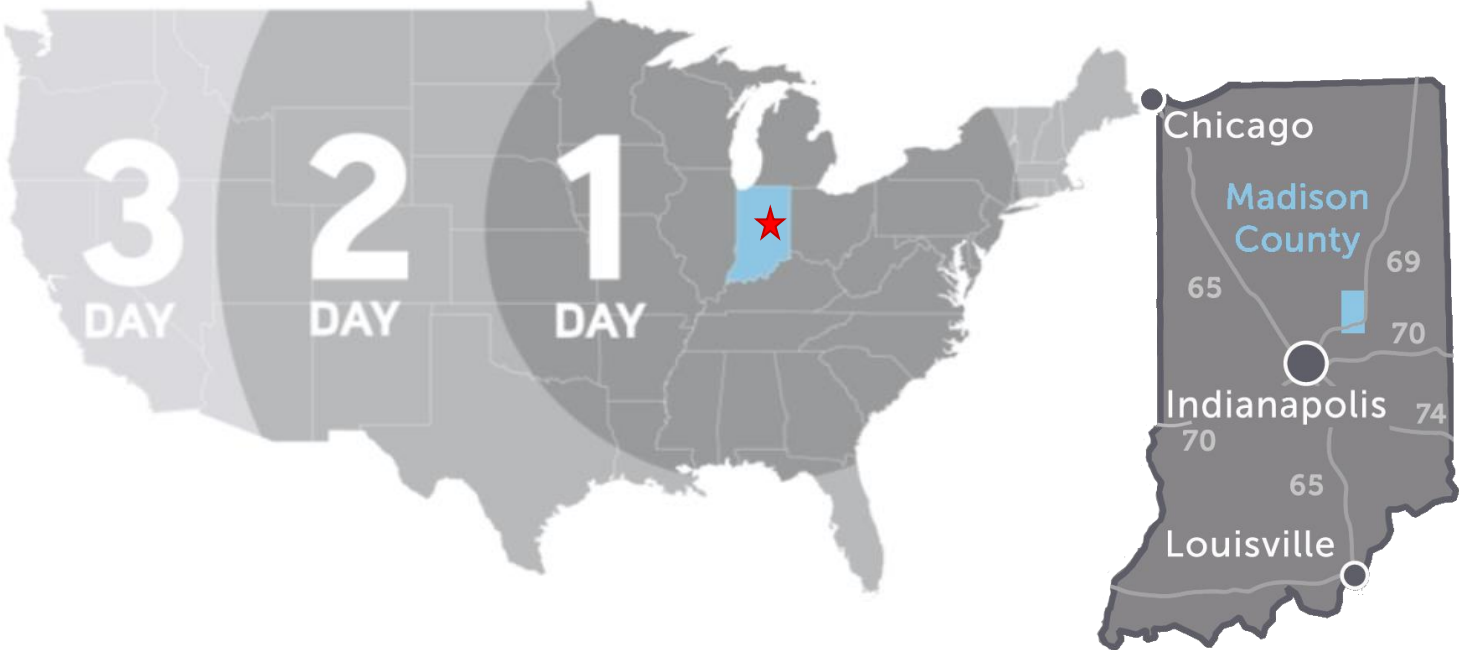 3
DAY
2
DAY
1
DAY
Chicago
Madison
County
69
65
70
Indianapolis
74
70
65
Louisville